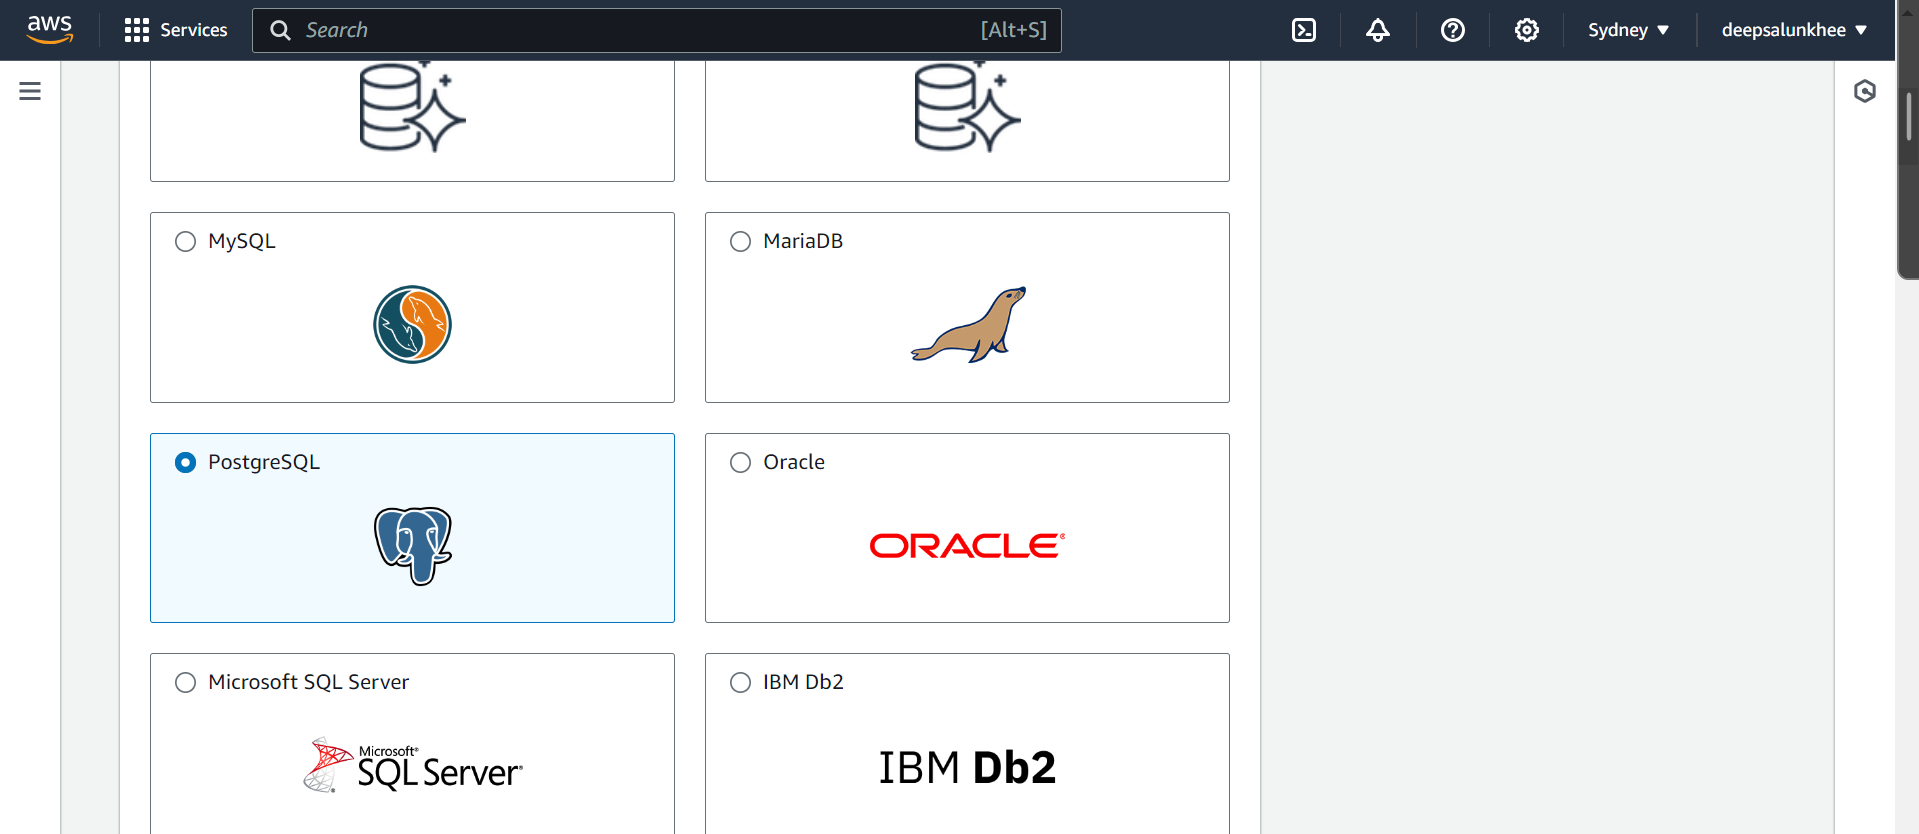 aws
Services
Search
[Alt+S]
Sydney
deepsalunkhee
MySQL
MariaDB
PostgreSQL
Oracle
ORACLE®
Microsoft SQL Server
IBM Db2
Microsoft®
SQL Server®
IBM Db2